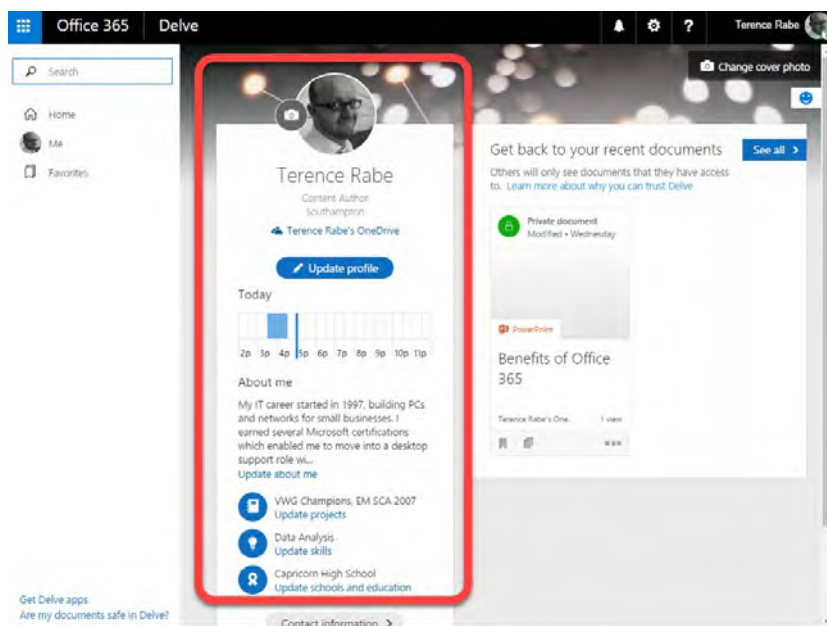 Office 365
Delve
?
Terence Rabe
Search
Home
Me
Favorites
Get Delve apps
Are my documents safe in Delve?
Change cover photo
Terence Rabe
Content Author
Southampton
Terence Rabe's OneDrive
Update profile
Today
2p 3p 4p 5p 6p 7p 8p 9p 10p 11p
About me
My IT career started in 1997, building PCs
and networks for small businesses. I
earned several Microsoft certifications
which enabled me to move into a desktop
support role wi...
Update about me
VWG Champions, EM SCA 2007
Update projects
Data Analysis
Update skills
Capricorn High School
Update schools and education
Contact information >
Get back to your recent documents
See all >
Others will only see documents that they have access
to. Learn more about why you can trust Delve
Private document
Modified • Wednesday
PowerPoint
Benefits of Office
365
Terence Rabe's One...
1 view